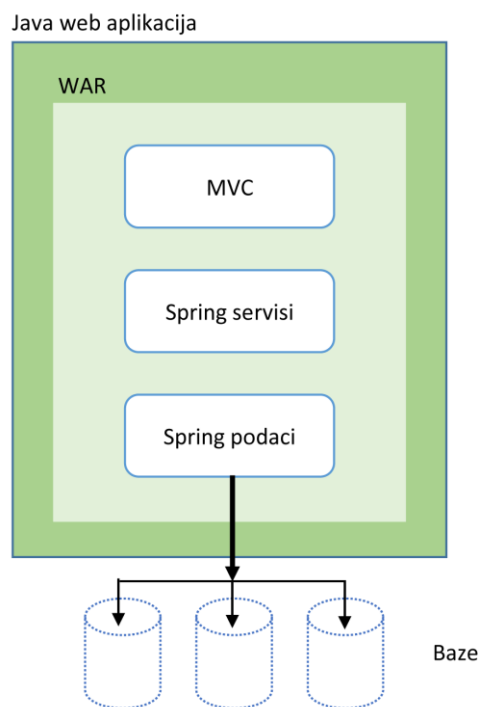 Java web aplikacija
WAR
MVC
Spring servisi
Spring podaci
Baze